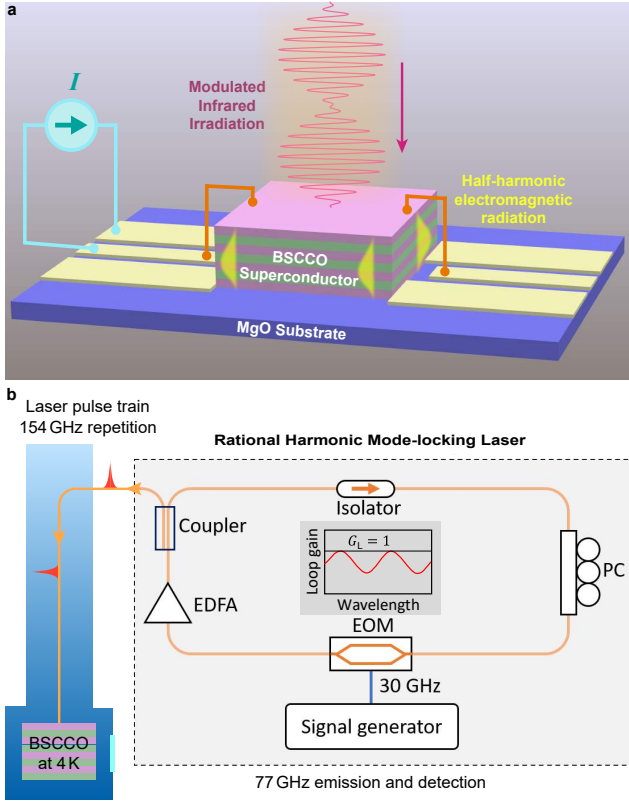 a
I
Modulated
Infrared
Irradiation
Half-harmonic
electromagnetic
radiation
BSCCO
Superconductor
MgO Substrate
b
Laser pulse train
154 GHz repetition
Rational Harmonic Mode-locking Laser
Isolator
Coupler
Loop gain
G_L = 1
Wavelength
PC
EDFA
EOM
30 GHz
Signal generator
BSCCO
at 4 K
77 GHz emission and detection